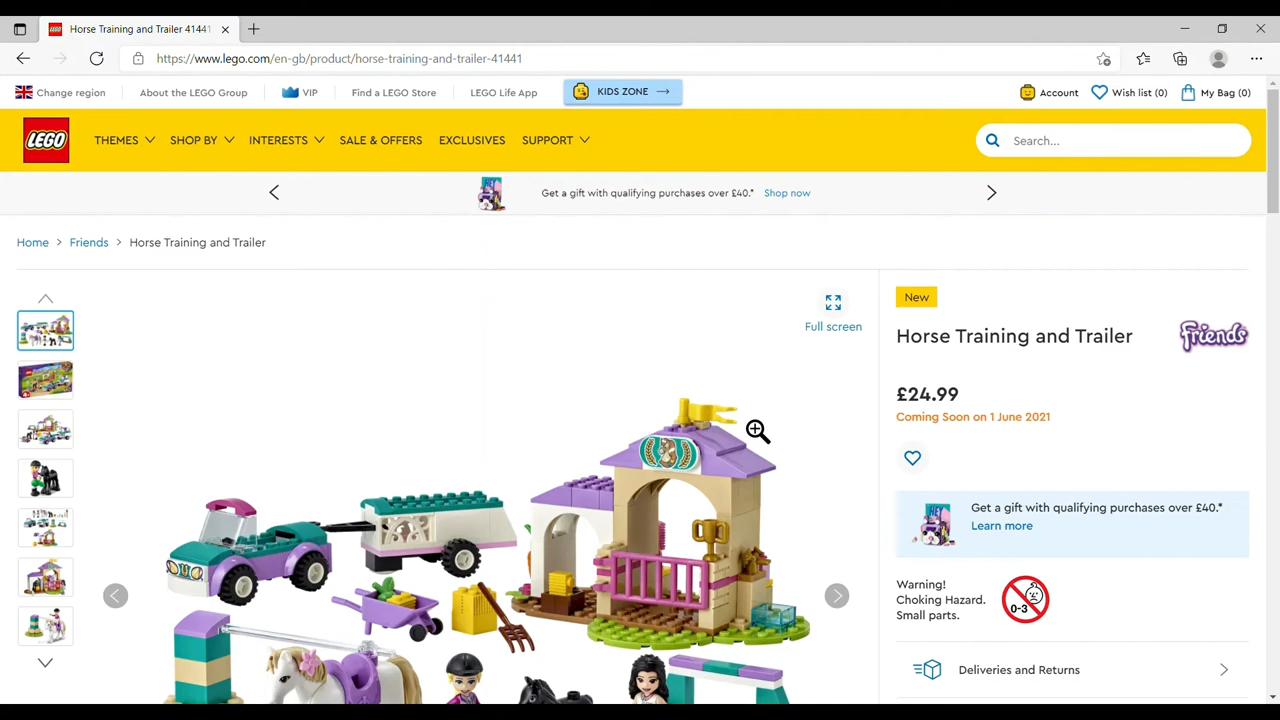 Horse Training and Trailer 41441
https://www.lego.com/en-gb/product/horse-training-and-trailer-41441
Change region
About the LEGO Group
VIP
Find a LEGO Store
LEGO Life App
KIDS ZONE
Account
Wish list (0)
My Bag (0)
LEGO
THEMES
SHOP BY
INTERESTS
SALE & OFFERS
EXCLUSIVES
SUPPORT
Search...
Get a gift with qualifying purchases over £40.* Shop now
Home > Friends > Horse Training and Trailer
Full screen
New
Horse Training and Trailer
Friends
£24.99
Coming Soon on 1 June 2021
Get a gift with qualifying purchases over £40.*
Learn more
Warning!
Choking Hazard.
Small parts.
0-3
Deliveries and Returns